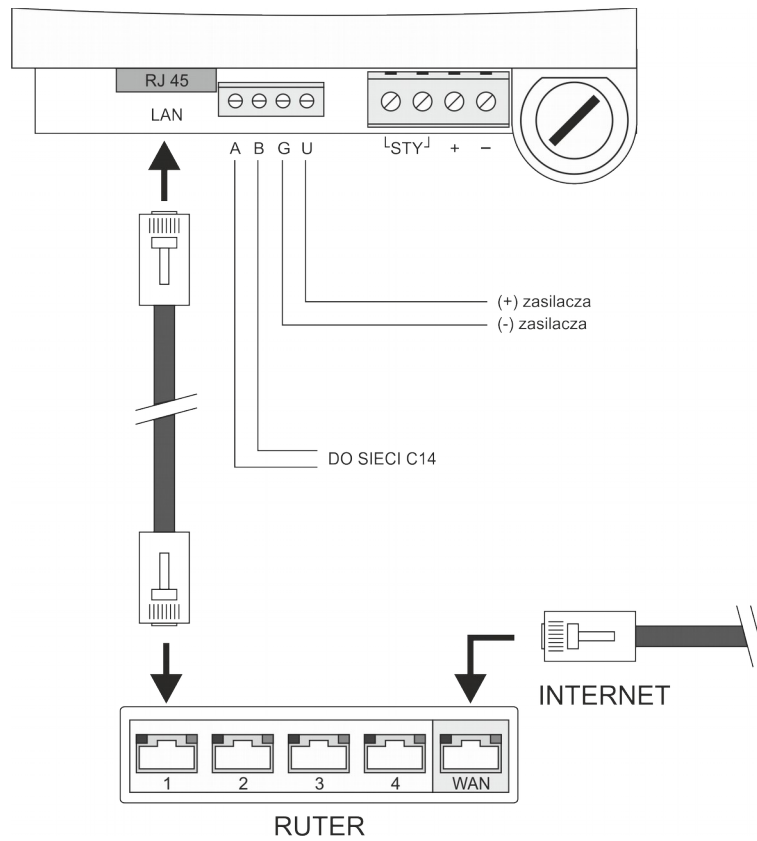 RJ 45
LAN
A B G U
STY + −
(+) zasilacza
(-) zasilacza
DO SIECI C14
INTERNET
1 2 3 4 WAN
RUTER